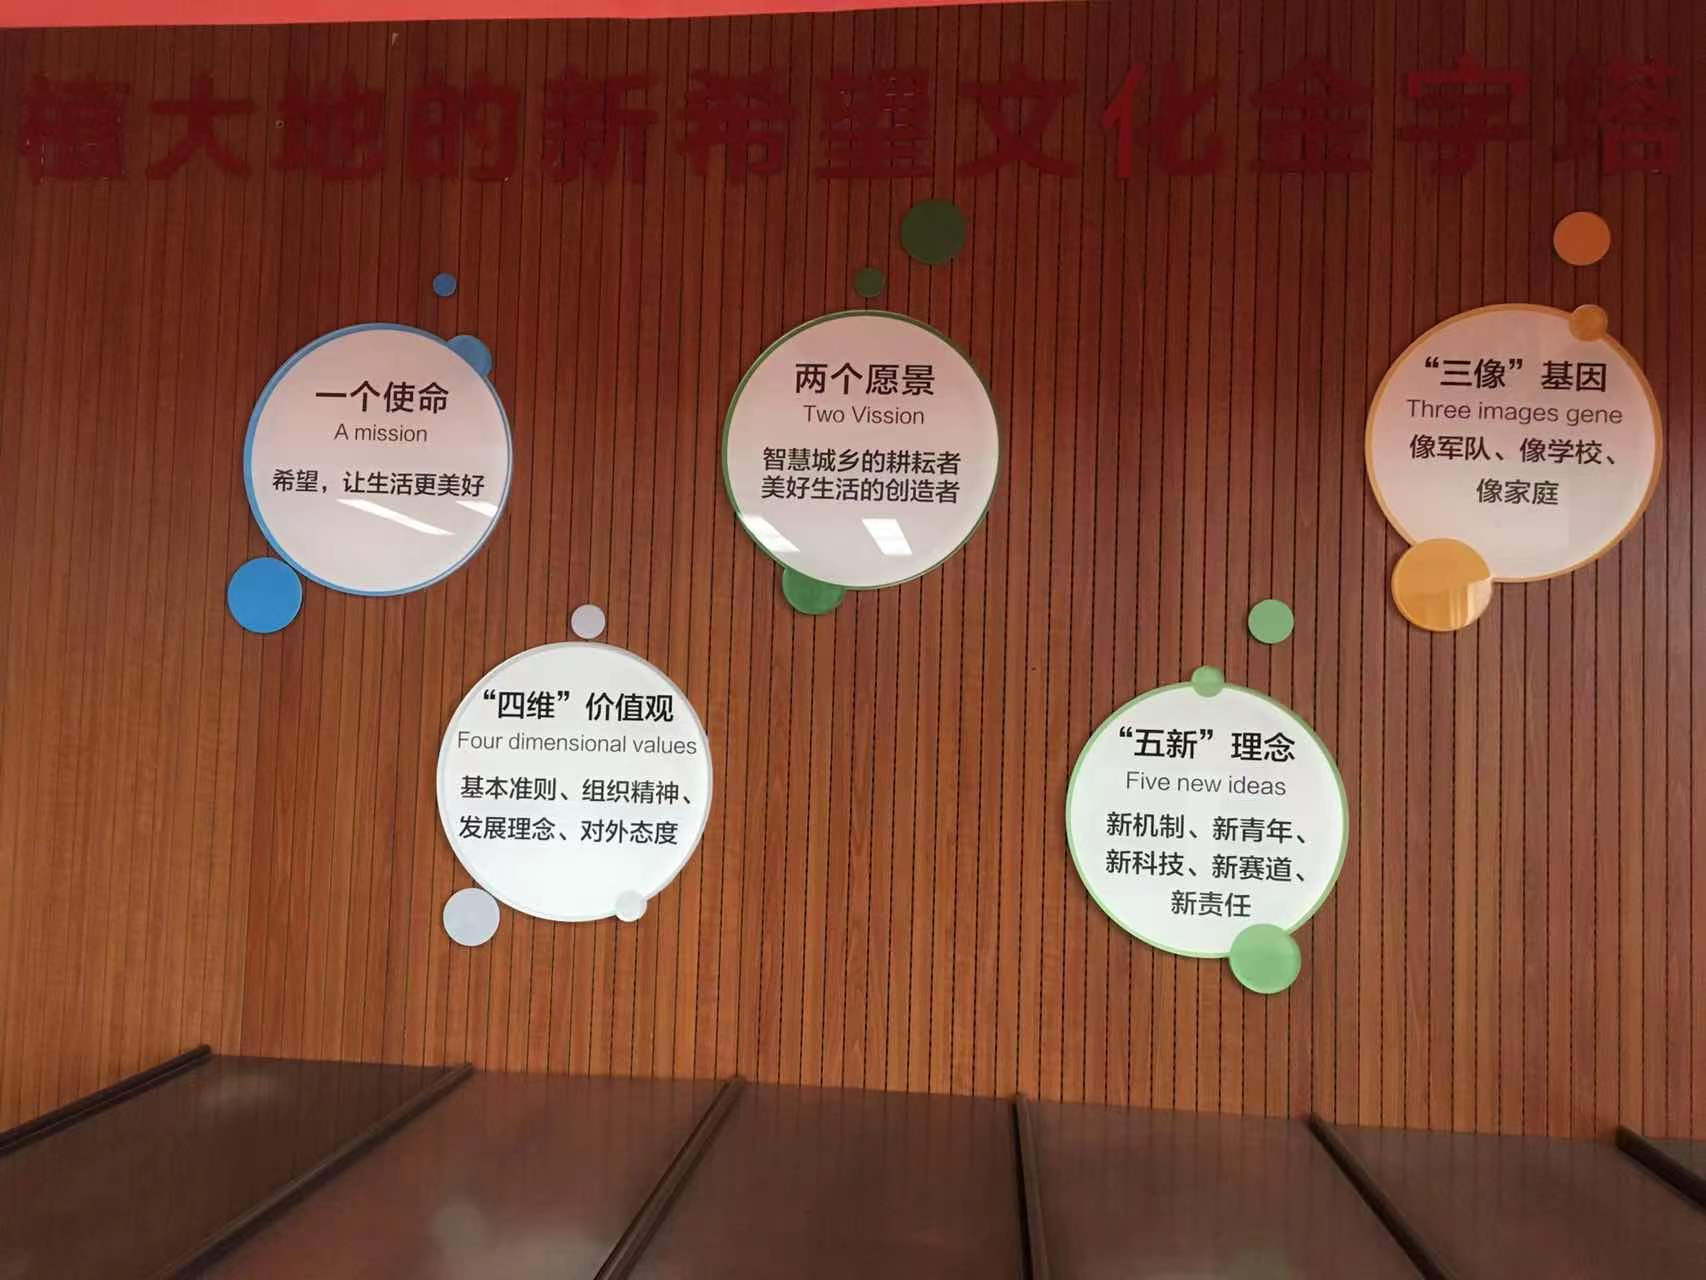 植大地的新希望文化金字塔
一个使命
A mission
希望，让生活更美好
两个愿景
Two Vission
智慧城乡的耕耘者
美好生活的创造者
“三像”基因
Three images gene
像军队、像学校、
像家庭
“四维”价值观
Four dimensional values
基本准则、组织精神、
发展理念、对外态度
“五新”理念
Five new ideas
新机制、新青年、
新科技、新赛道、
新责任